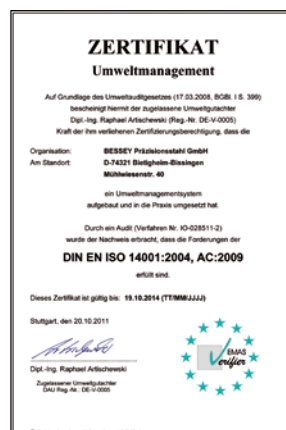 ZERTIFIKAT
Umweltmanagement
Auf Grundlage des Umweltauditgesetzes (17.03.2008, BGBl. I S. 399)
bescheinigt hiermit der zugelassene Umweltgutachter
Dipl.-Ing. Raphael Artischewski (Reg.-Nr. DE-V-0005)
Kraft der ihm verliehenen Zertifizierungsberechtigung, dass die
Organisation: BESSEY Präzisionsstahl GmbH
Am Standort: D-74321 Bietigheim-Bissingen
Mühlwiesenstr. 40
ein Umweltmanagementsystem
aufgebaut und in die Praxis umgesetzt hat.
Durch ein Audit (Verfahren Nr. IO-028511-2)
wurde der Nachweis erbracht, dass die Forderungen der
DIN EN ISO 14001:2004, AC:2009
erfüllt sind.
Dieses Zertifikat ist gültig bis: 19.10.2014 (TT/MM/JJJJ)
Stuttgart, den 20.10.2011
EMAS
Verifier
Dipl.-Ing. Raphael Artischewski
Zugelassener Umweltgutachter
DAU Reg.-Nr.: DE-V-0005